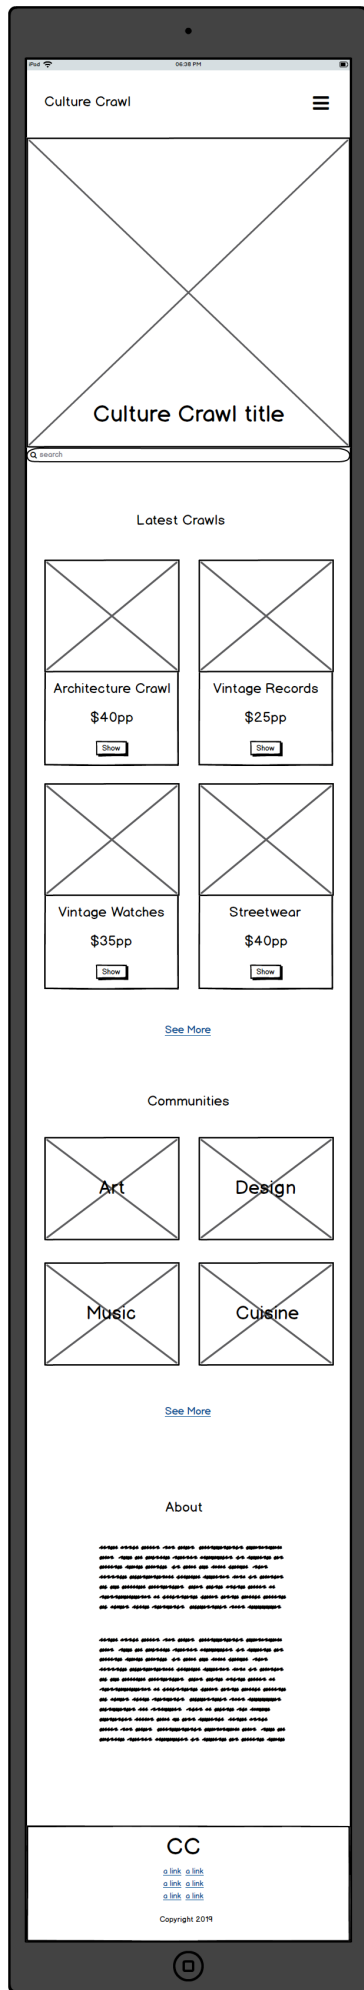 iPad 06:38 PM
Culture Crawl
Culture Crawl title
search
Latest Crawls
Architecture Crawl
$40pp
Show
Vintage Records
$25pp
Show
Vintage Watches
$35pp
Show
Streetwear
$40pp
Show
See More
Communities
Art
Design
Music
Cuisine
See More
About
CC
a link a link
a link a link
a link a link
Copyright 2019